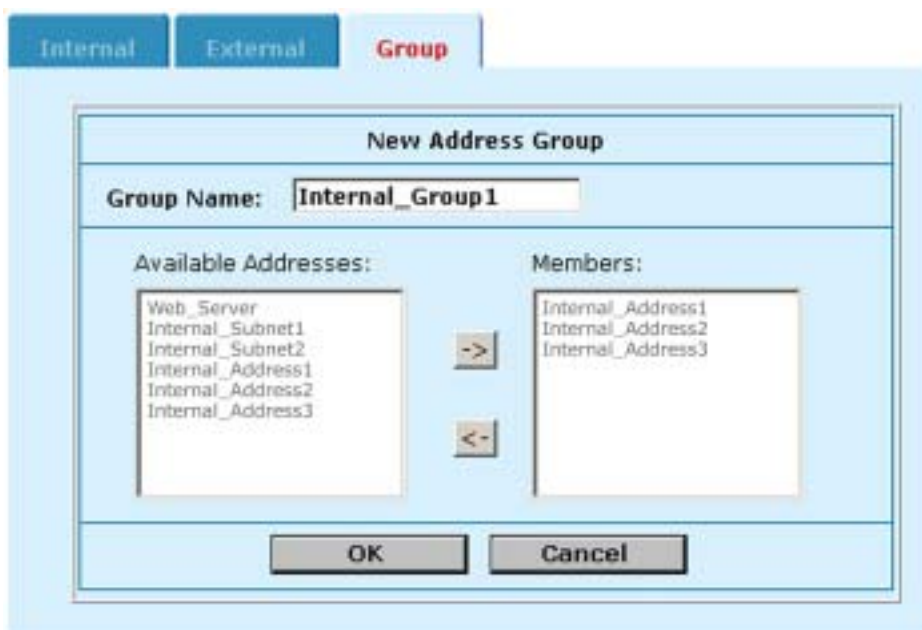 Internal External Group
New Address Group
Group Name: Internal_Group1
Available Addresses:
Web_Server
Internal_Subnet1
Internal_Subnet2
Internal_Address1
Internal_Address2
Internal_Address3
->
<-
Members:
Internal_Address1
Internal_Address2
Internal_Address3
OK Cancel